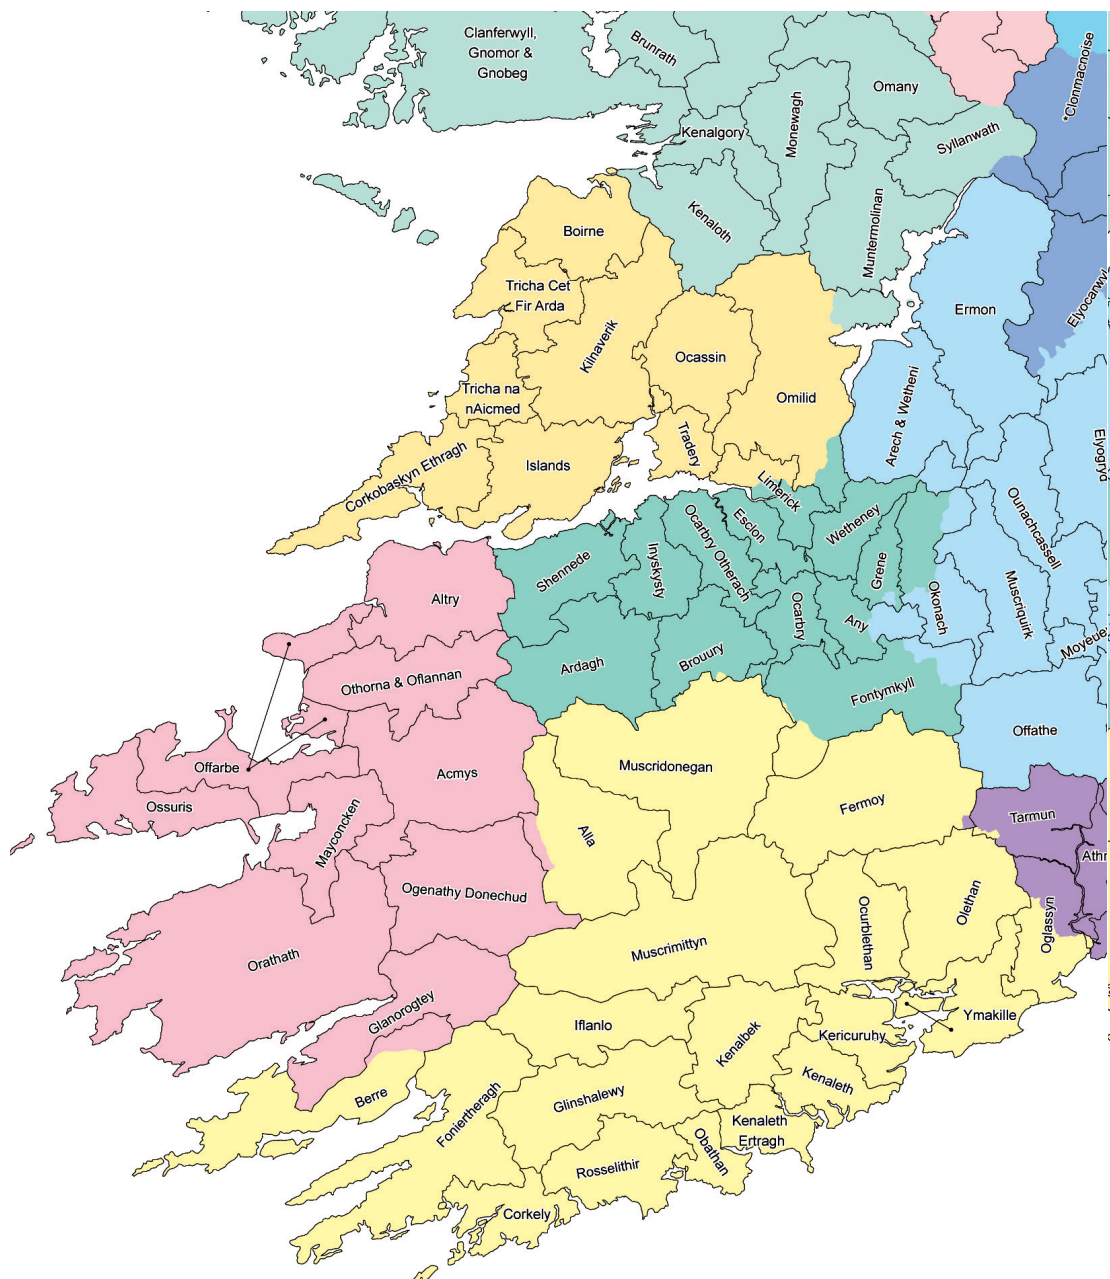 Clanferwyll,
Gnomor &
Gnobeg
Brunrath
Omany
*Clonmacnoise
Kenalgory
Monewagh
Syllanwath
Kenaloth
Muntermolinan
Boirne
Tricha Cet
Fir Arda
Kilnaverik
Ermon
Elyocarwyl
Ocassin
Tricha na
nAicmed
Omilid
Arech & Wetheni
Tradery
Elyogryd
Corkobaskyn Ethragh
Islands
Limerick
Ounachcassell
Ocarbry Otherach
Esclon
Wetheney
Shennede
Inyskysty
Grene
Altry
Ocarbry
Any
Okonach
Muscriquirk
Moyeue
Ardagh
Brouury
Othorna & Oflannan
Fontymkyll
Offathe
Offarbe
Acmys
Muscridonegan
Ossuris
Fermoy
Tarmun
Mayconcken
Alla
Athr
Ogenathy Donechud
Olethan
Ocurblethan
Oglassyn
Orathath
Muscrimittyn
Glanorogtey
Iflanlo
Kenalbek
Ymakille
Kericuruhy
Berre
Foniertheragh
Glinshalewy
Kenaleth
Kenaleth
Ertragh
Obathan
Rosselithir
Corkely